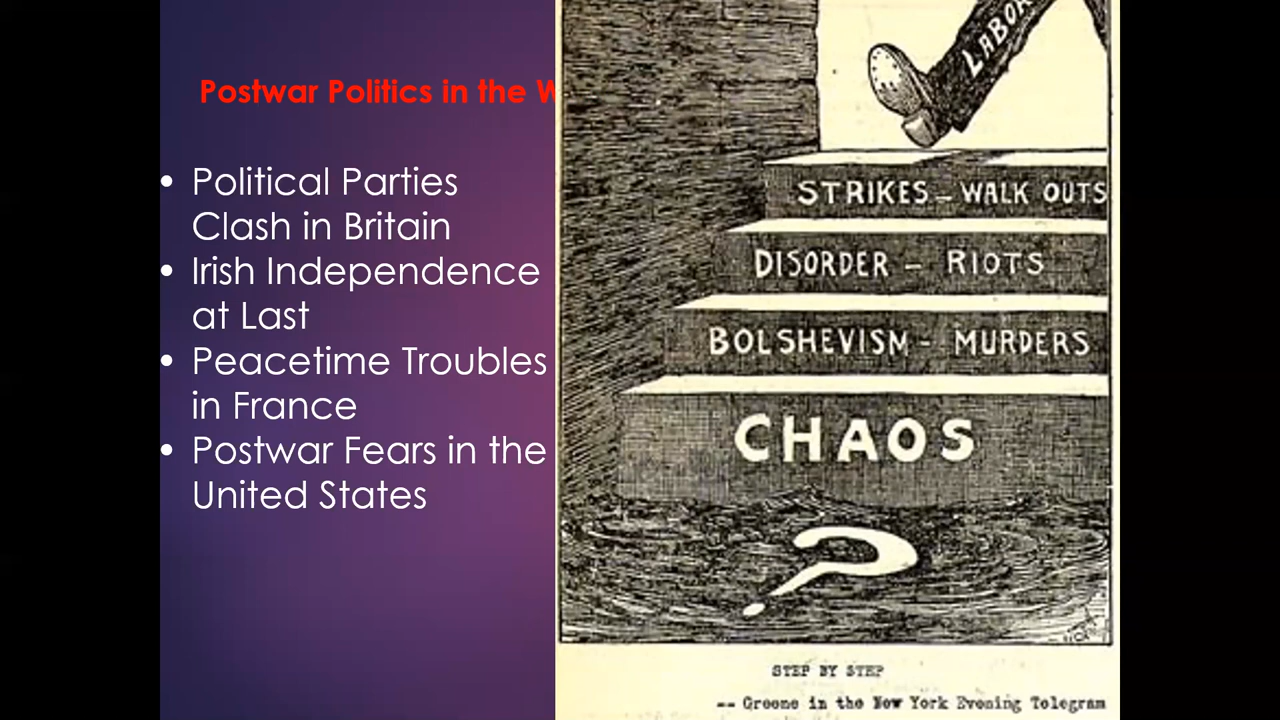 Postwar Politics in the W
• Political Parties
Clash in Britain
• Irish Independence
at Last
• Peacetime Troubles
in France
• Postwar Fears in the
United States
LABOR
STRIKES – WALK OUTS
DISORDER – RIOTS
BOLSHEVISM - MURDERS
CHAOS
?
STEP BY STEP
-- Greene in the New York Evening Telegram